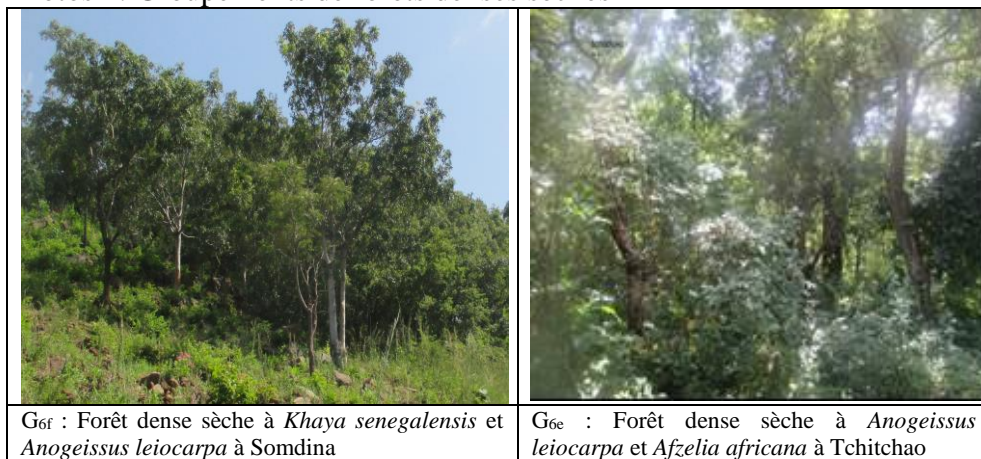 G6f : Forêt dense sèche à Khaya senegalensis et
Anogeissus leiocarpa à Somdina
G6e : Forêt dense sèche à Anogeissus
leiocarpa et Afzelia africana à Tchitchao